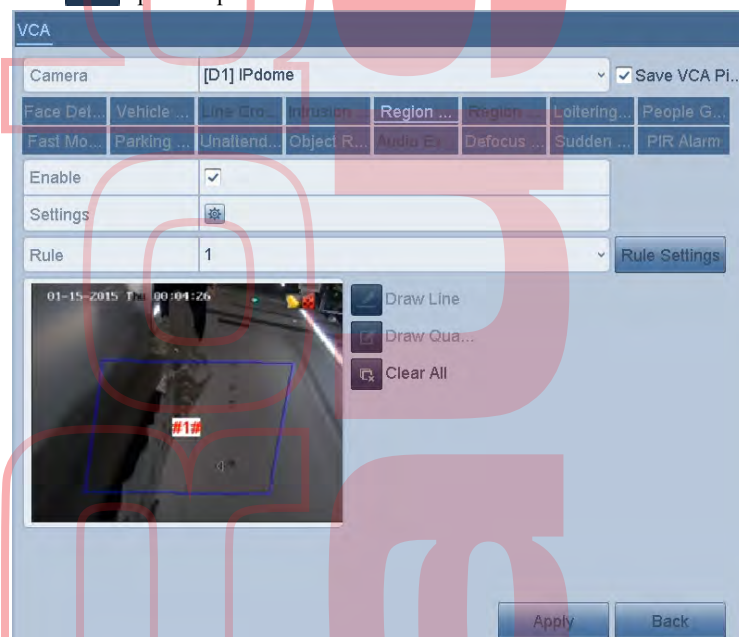 VCA
Camera [D1] IPdome Save VCA Pi..
Face Det... Vehicle ... Line Cro... Intrusion ... Region ... Region ... Loitering... People G...
Fast Mo... Parking ... Unattend... Object R... Audio Ex... Defocus ... Sudden ... PIR Alarm
Enable
Settings
Rule 1 Rule Settings
01-15-2015 Thu 00:04:26
Draw Line
Draw Qua...
Clear All
#1#
Apply Back